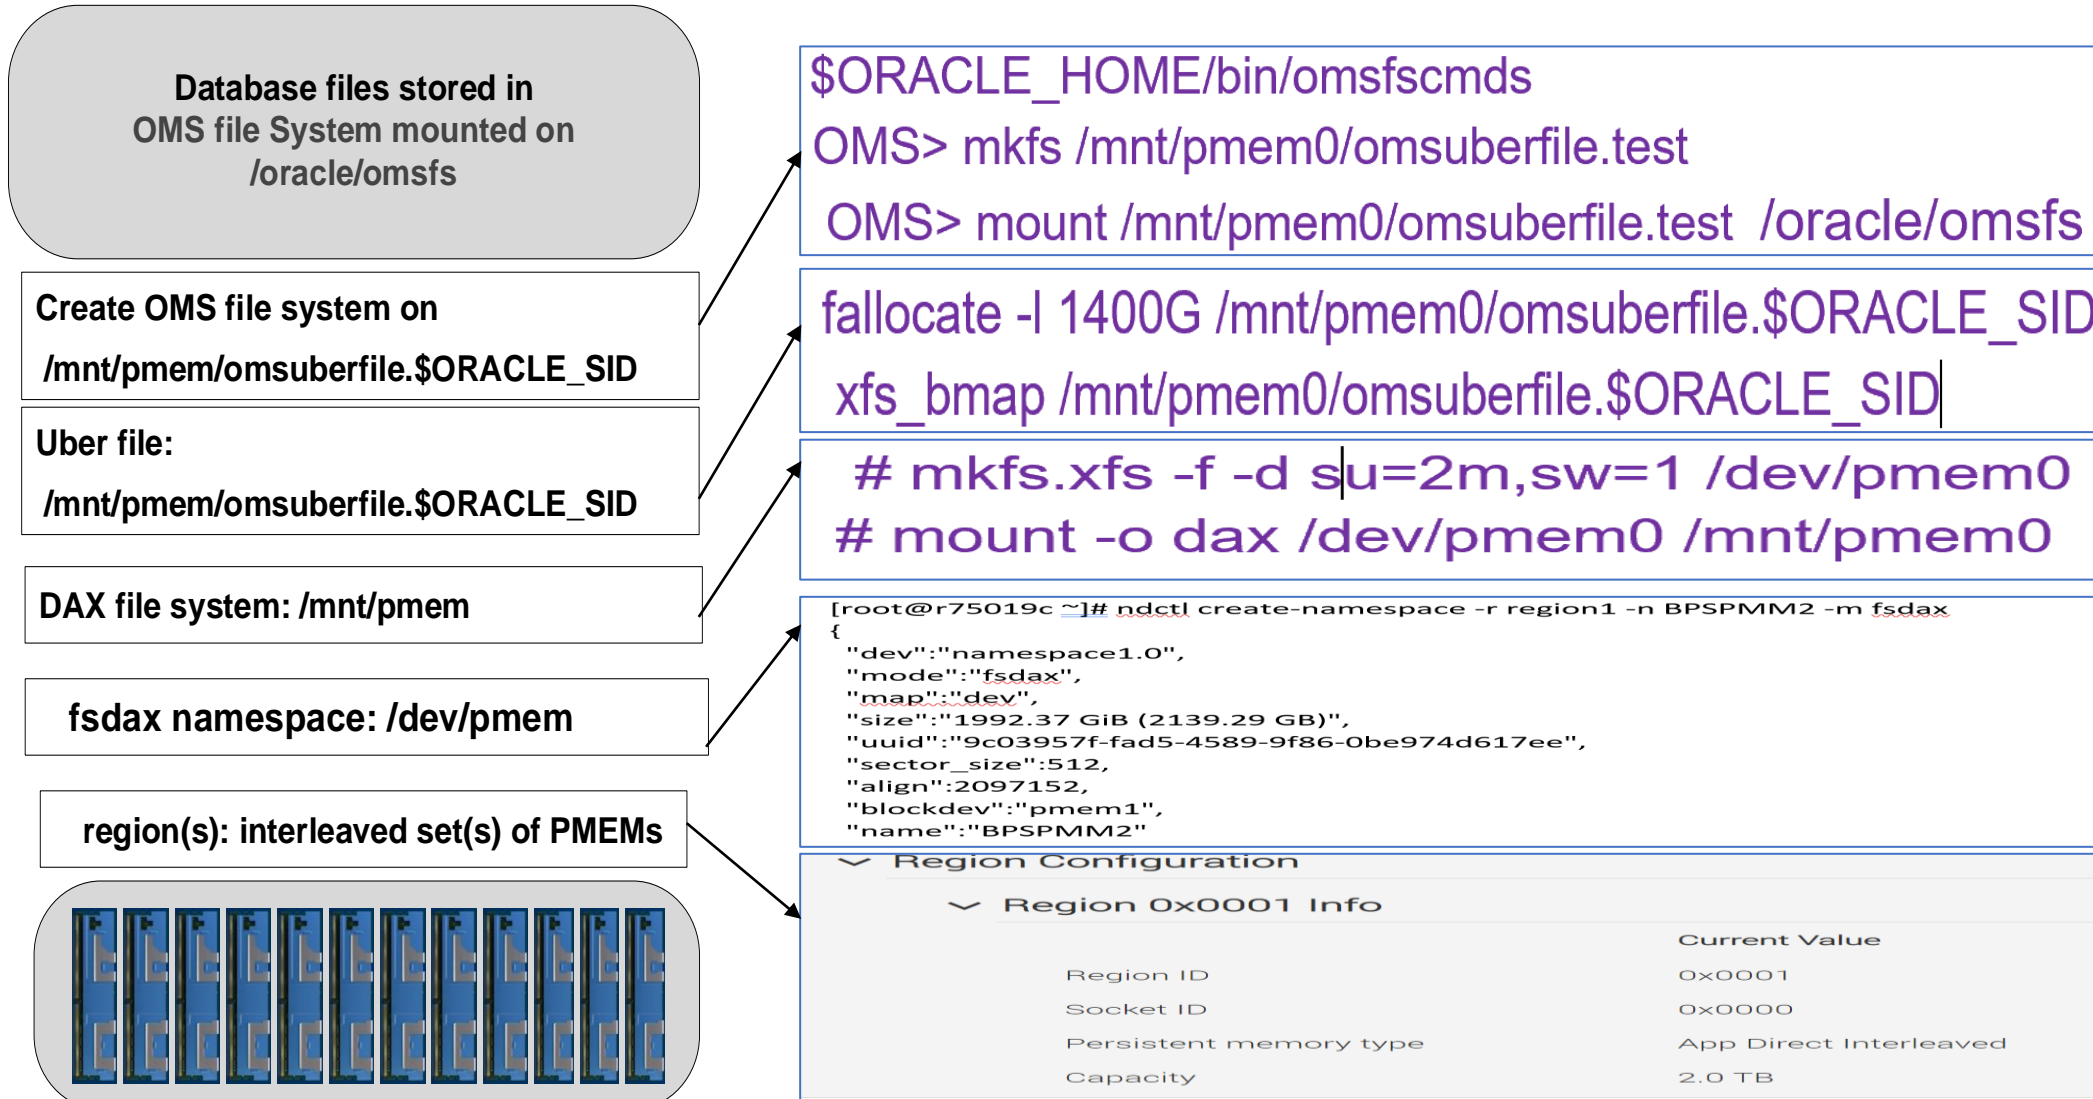 Database files stored in
OMS file System mounted on
/oracle/omsfs
Create OMS file system on
/mnt/pmem/omsuberfile.$ORACLE_SID
Uber file:
/mnt/pmem/omsuberfile.$ORACLE_SID
DAX file system: /mnt/pmem
fsdax namespace: /dev/pmem
region(s): interleaved set(s) of PMEMs
$ORACLE_HOME/bin/omsfscmds
OMS> mkfs /mnt/pmem0/omsuberfile.test
OMS> mount /mnt/pmem0/omsuberfile.test /oracle/omsfs
fallocate -l 1400G /mnt/pmem0/omsuberfile.$ORACLE_SID
xfs_bmap /mnt/pmem0/omsuberfile.$ORACLE_SID
# mkfs.xfs -f -d su=2m,sw=1 /dev/pmem0
# mount -o dax /dev/pmem0 /mnt/pmem0
[root@r75019c ~]# ndctl create-namespace -r region1 -n BPSPMM2 -m fsdax
{
"dev":"namespace1.0",
"mode":"fsdax",
"map":"dev",
"size":"1992.37 GiB (2139.29 GB)",
"uuid":"9c03957f-fad5-4589-9f86-0be974d617ee",
"sector_size":512,
"align":2097152,
"blockdev":"pmem1",
"name":"BPSPMM2"
Region Configuration
Region 0x0001 Info
Current Value
Region ID 0x0001
Socket ID 0x0000
Persistent memory type App Direct Interleaved
Capacity 2.0 TB